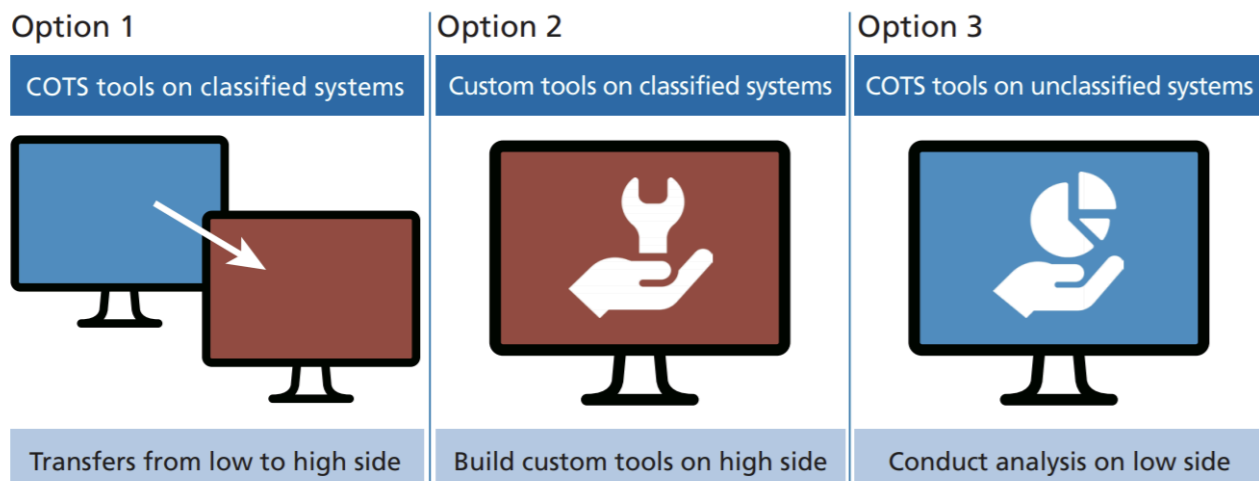 Option 1
COTS tools on classified systems
Transfers from low to high side
Option 2
Custom tools on classified systems
Build custom tools on high side
Option 3
COTS tools on unclassified systems
Conduct analysis on low side